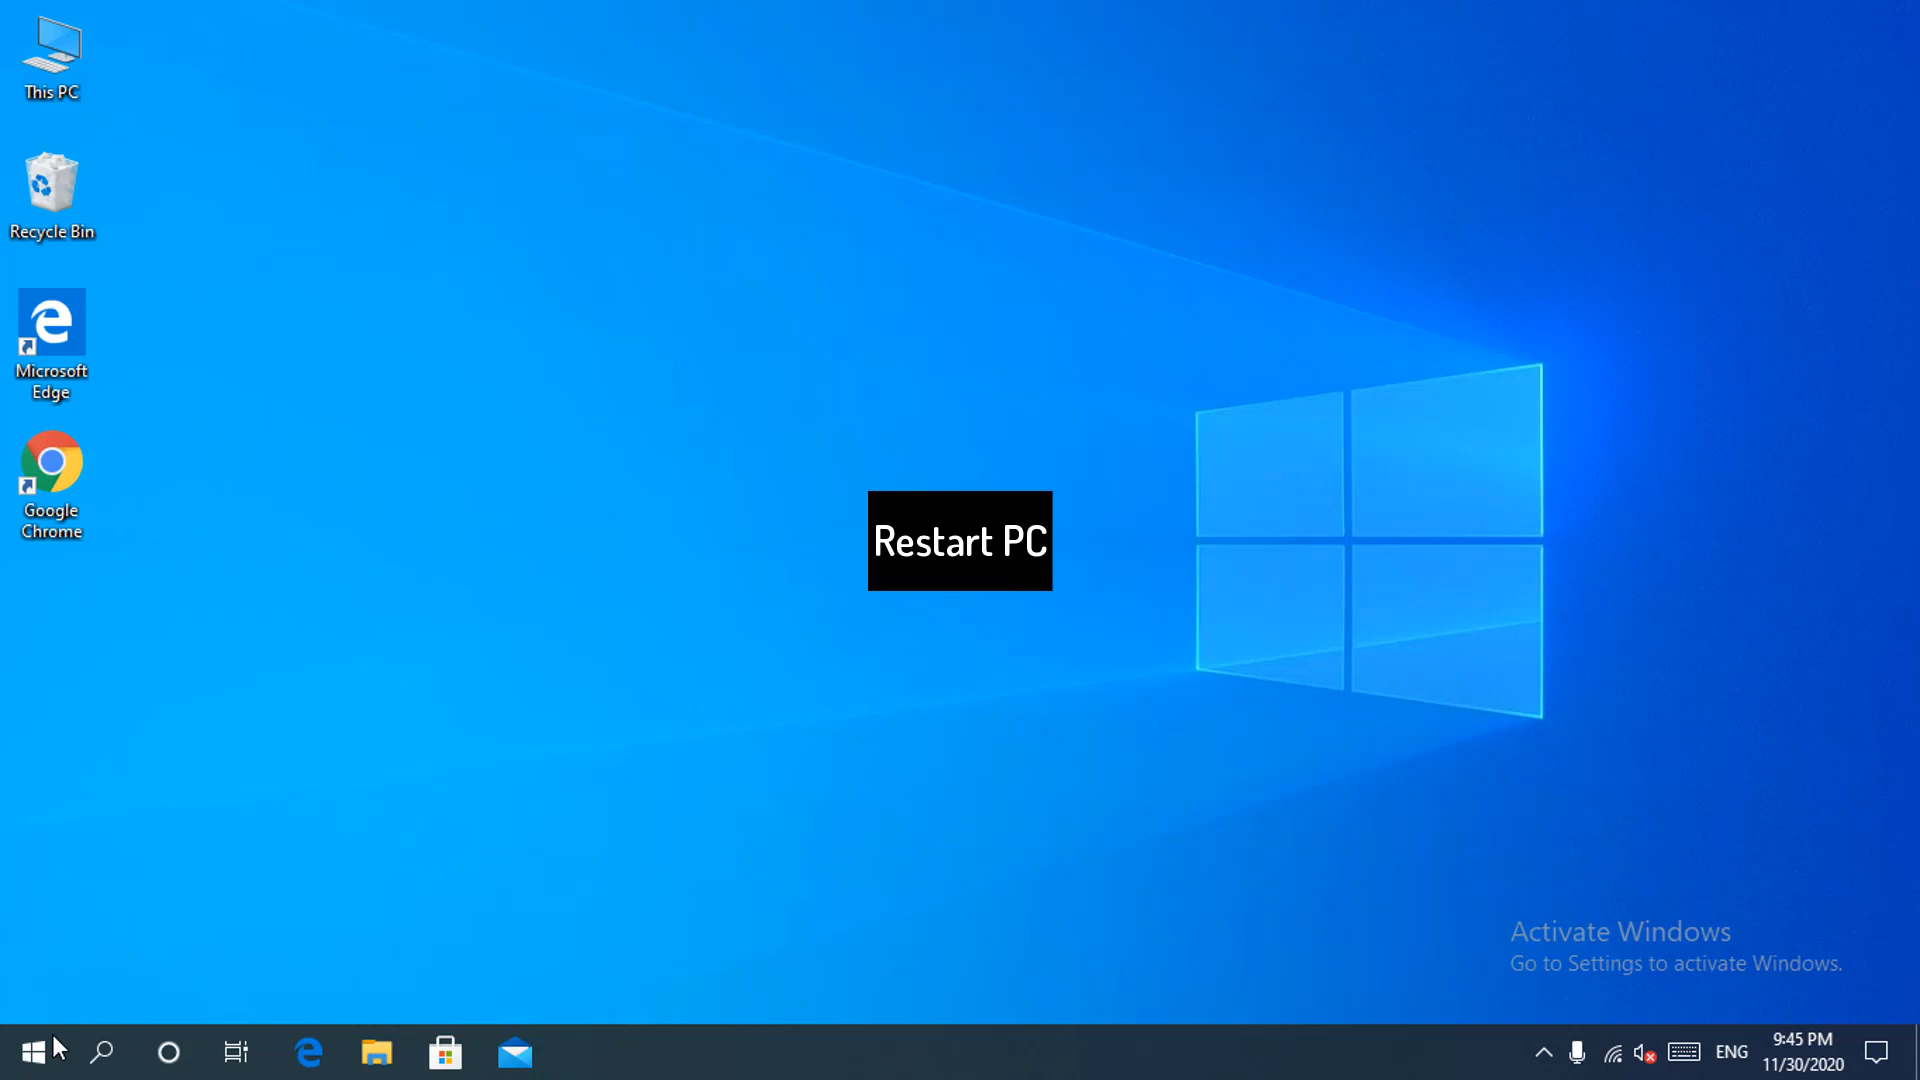 This PC
Recycle Bin
Microsoft
Edge
Google
Chrome
Restart PC
Activate Windows
Go to Settings to activate Windows.
ENG
9:45 PM
11/30/2020